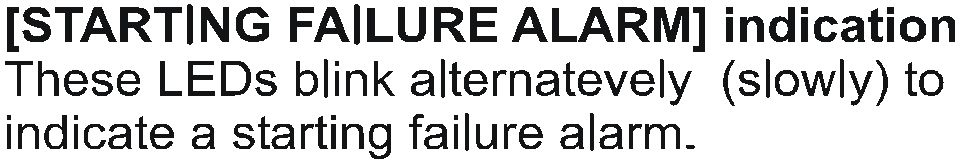 [STARTING FAILURE ALARM] indication
These LEDs blink alternatevely (slowly) to
indicate a starting failure alarm.